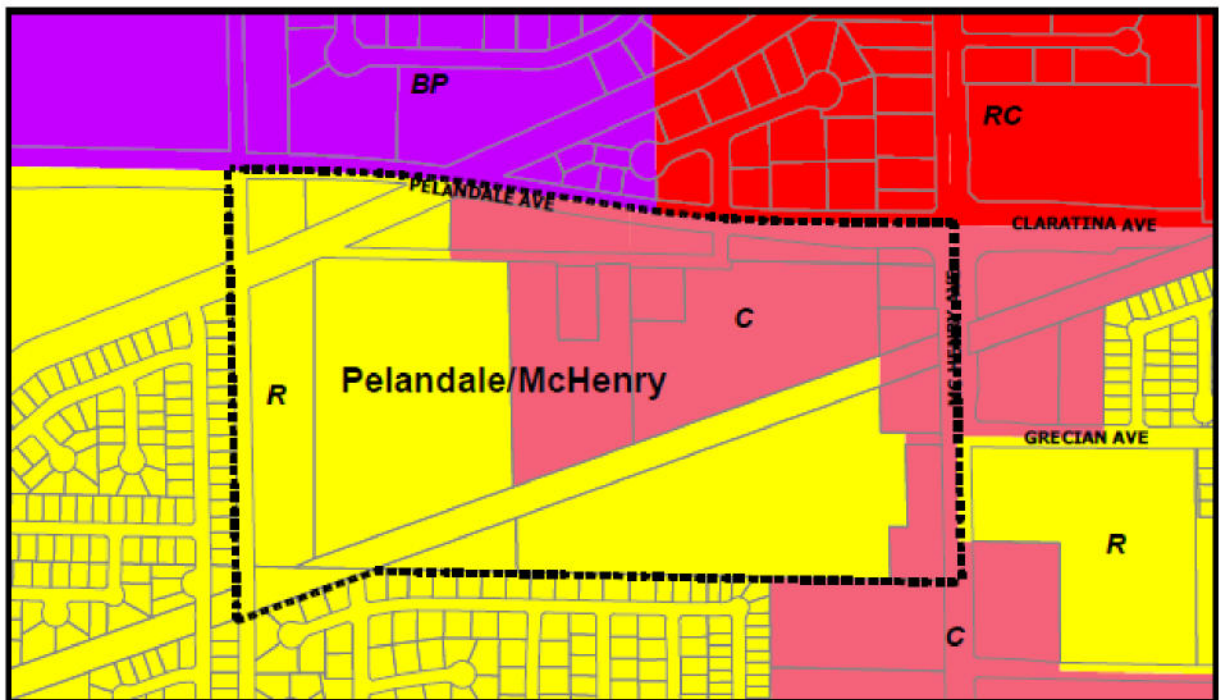 BP
RC
PELANDALE AVE
CLARATINA AVE
C
MC HENRY AVE
Pelandale/McHenry
R
GRECIAN AVE
R
C